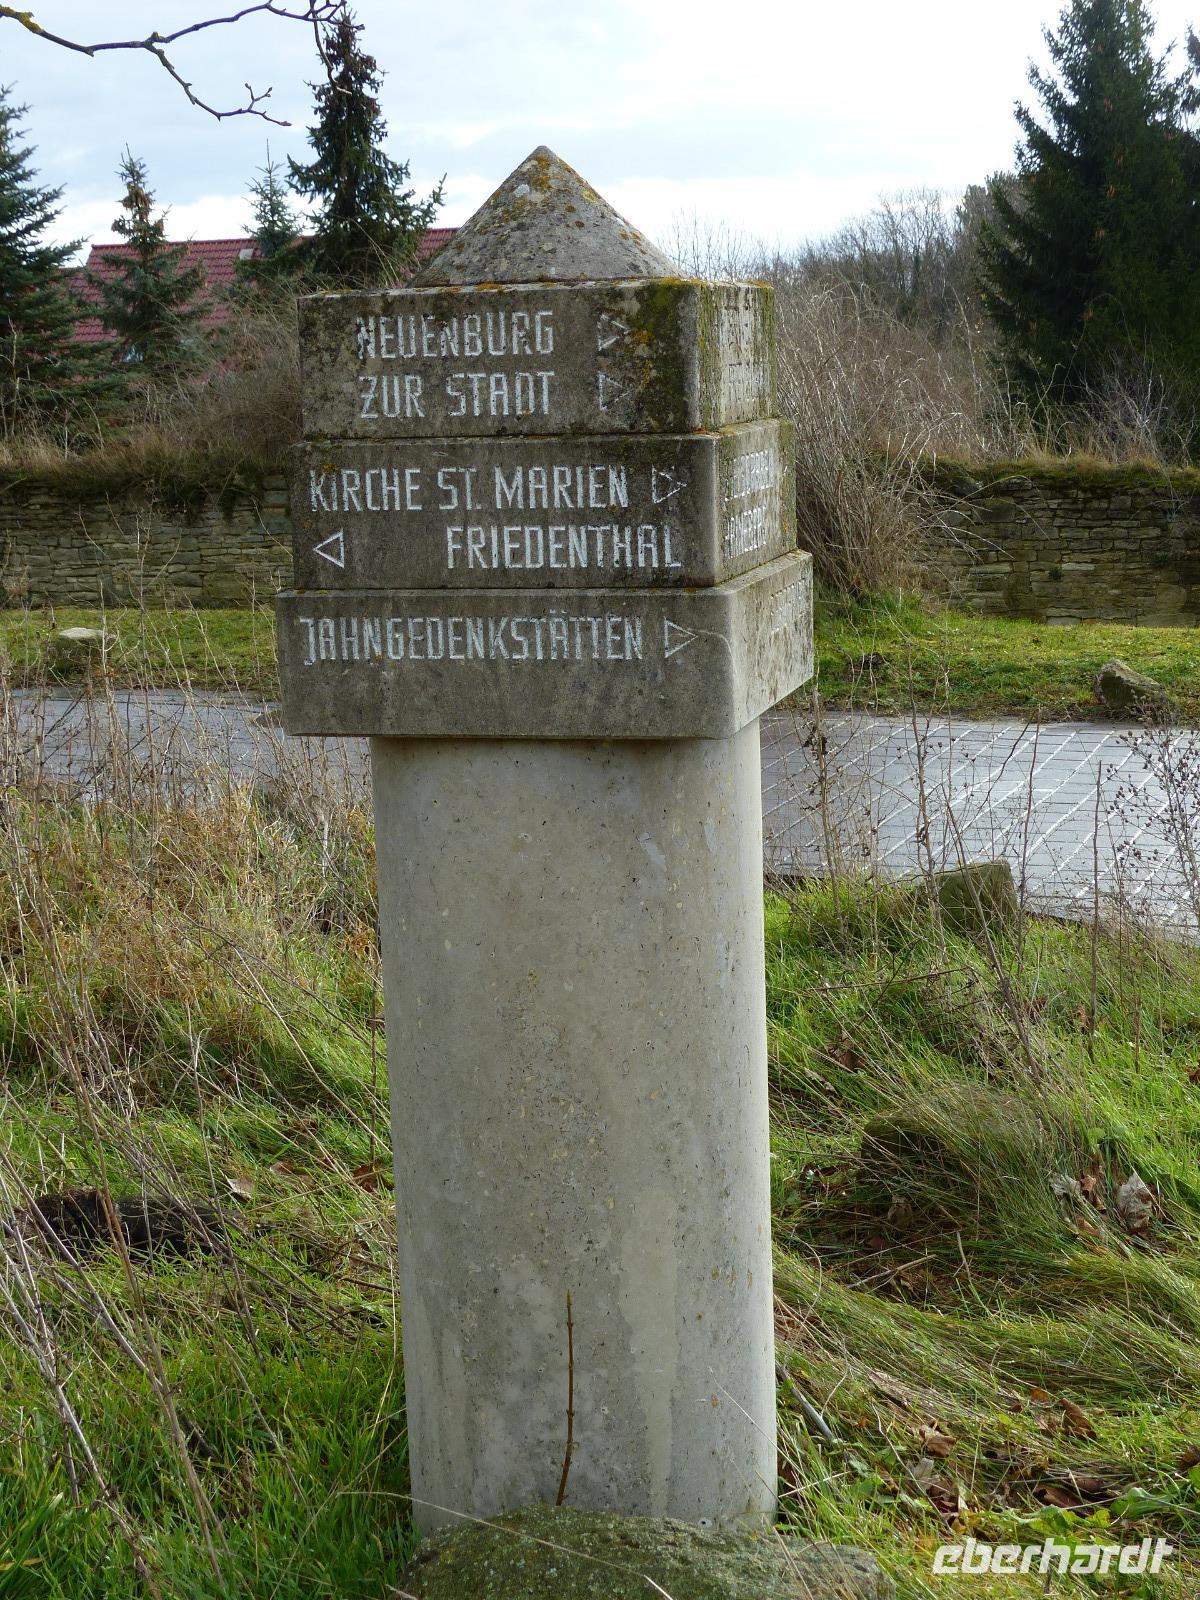 NEUENBURG ▷
ZUR STADT ▷
KIRCHE ST. MARIEN ▷
◁ FRIEDENTHAL
JAHNGEDENKSTÄTTEN ▷
eberhardt